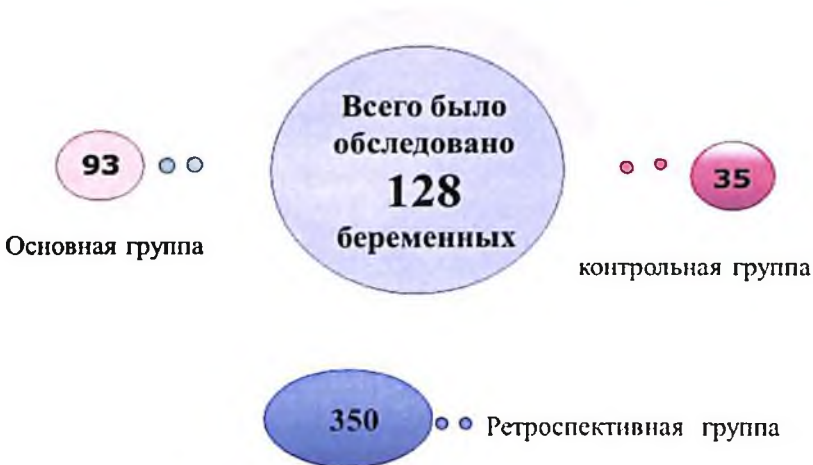 Всего было
обследовано
128
беременных
93
Основная группа
35
контрольная группа
350
Ретроспективная группа